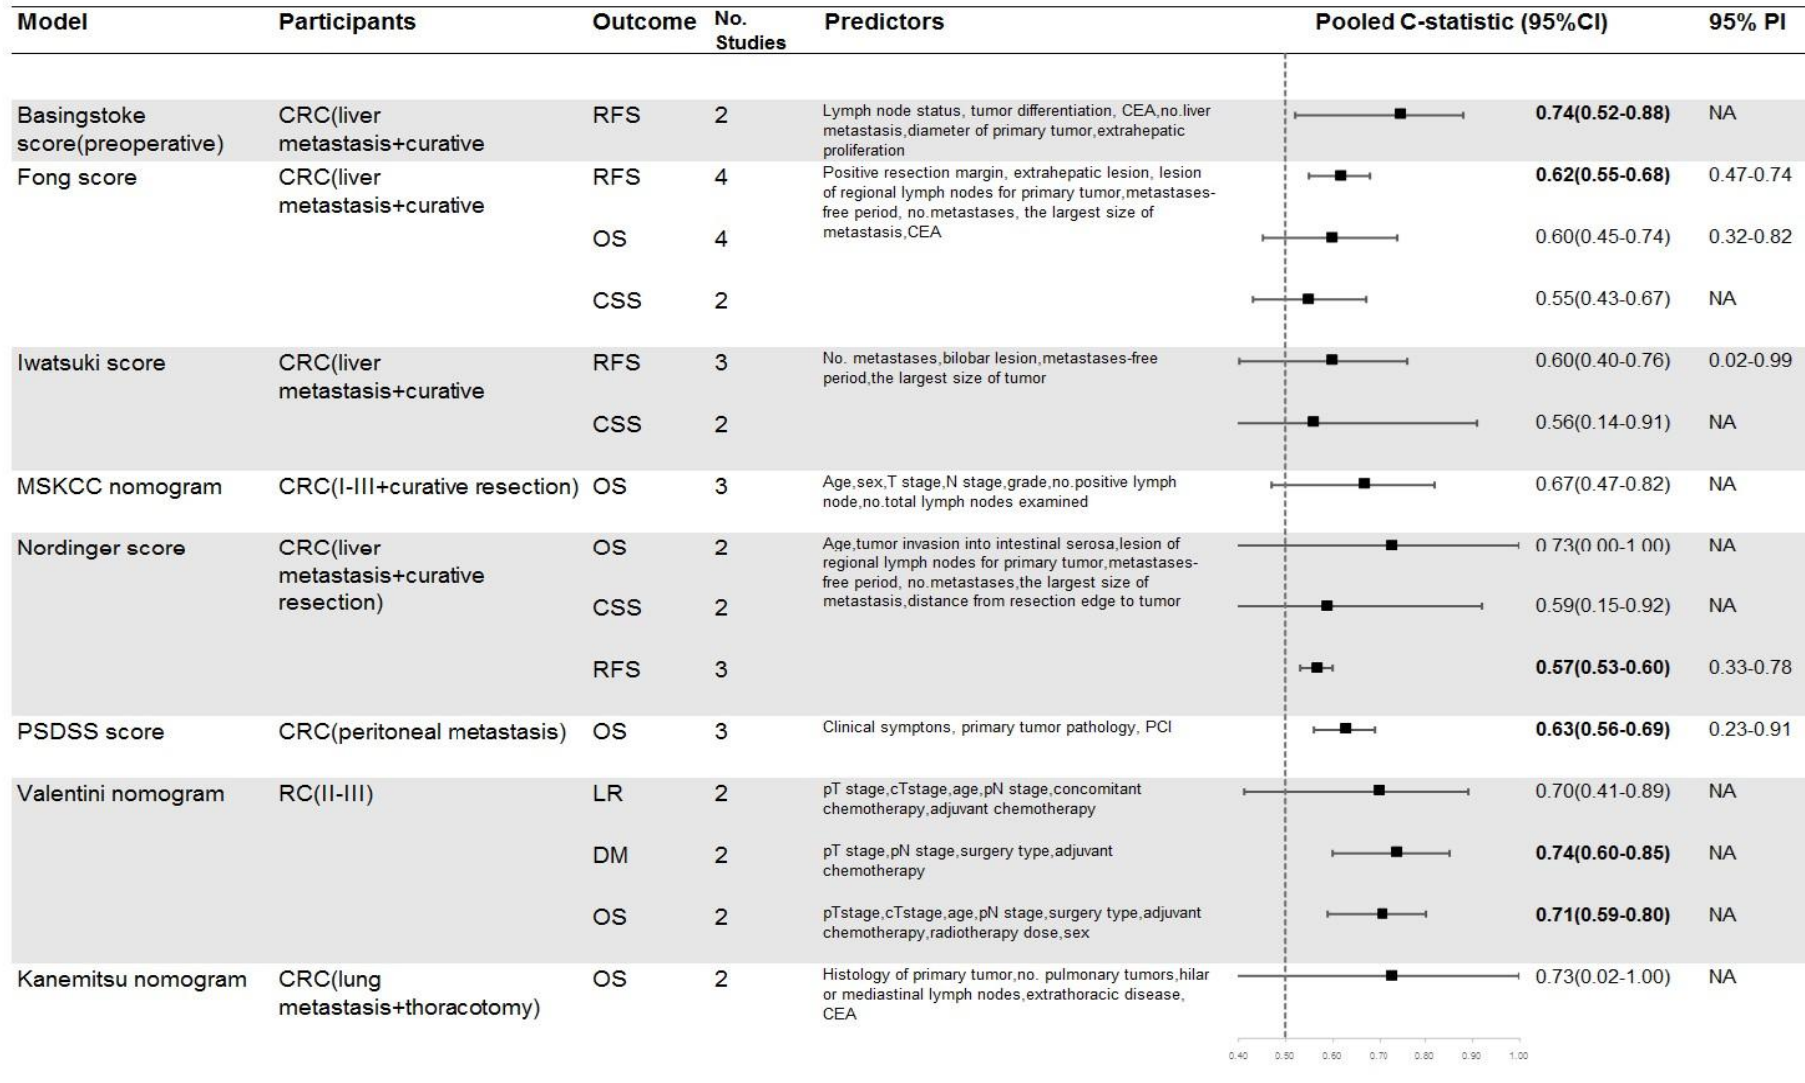 Model Participants Outcome No. Studies Predictors Pooled C-statistic (95%CI) 95% PI
Basingstoke score(preoperative) CRC(liver metastasis+curative RFS 2 Lymph node status, tumor differentiation, CEA,no.liver metastasis,diameter of primary tumor,extrahepatic proliferation 0.74(0.52-0.88) NA
Fong score CRC(liver metastasis+curative RFS 4 Positive resection margin, extrahepatic lesion, lesion of regional lymph nodes for primary tumor,metastases-free period, no.metastases, the largest size of metastasis,CEA 0.62(0.55-0.68) 0.47-0.74
OS 4 0.60(0.45-0.74) 0.32-0.82
CSS 2 0.55(0.43-0.67) NA
Iwatsuki score CRC(liver metastasis+curative RFS 3 No. metastases,bilobar lesion,metastases-free period,the largest size of tumor 0.60(0.40-0.76) 0.02-0.99
CSS 2 0.56(0.14-0.91) NA
MSKCC nomogram CRC(I-III+curative resection) OS 3 Age,sex,T stage,N stage,grade,no.positive lymph node,no.total lymph nodes examined 0.67(0.47-0.82) NA
Nordinger score CRC(liver metastasis+curative resection) OS 2 Age,tumor invasion into intestinal serosa,lesion of regional lymph nodes for primary tumor,metastases-free period, no.metastases,the largest size of metastasis,distance from resection edge to tumor 0.73(0.00-1.00) NA
CSS 2 0.59(0.15-0.92) NA
RFS 3 0.57(0.53-0.60) 0.33-0.78
PSDSS score CRC(peritoneal metastasis) OS 3 Clinical symptons, primary tumor pathology, PCI 0.63(0.56-0.69) 0.23-0.91
Valentini nomogram RC(II-III) LR 2 pT stage,cTstage,age,pN stage,concomitant chemotherapy,adjuvant chemotherapy 0.70(0.41-0.89) NA
DM 2 pT stage,pN stage,surgery type,adjuvant chemotherapy 0.74(0.60-0.85) NA
OS 2 pTstage,cTstage,age,pN stage,surgery type,adjuvant chemotherapy,radiotherapy dose,sex 0.71(0.59-0.80) NA
Kanemitsu nomogram CRC(lung metastasis+thoracotomy) OS 2 Histology of primary tumor,no. pulmonary tumors,hilar or mediastinal lymph nodes,extrathoracic disease, CEA 0.73(0.02-1.00) NA
0.40 0.50 0.60 0.70 0.80 0.90 1.00